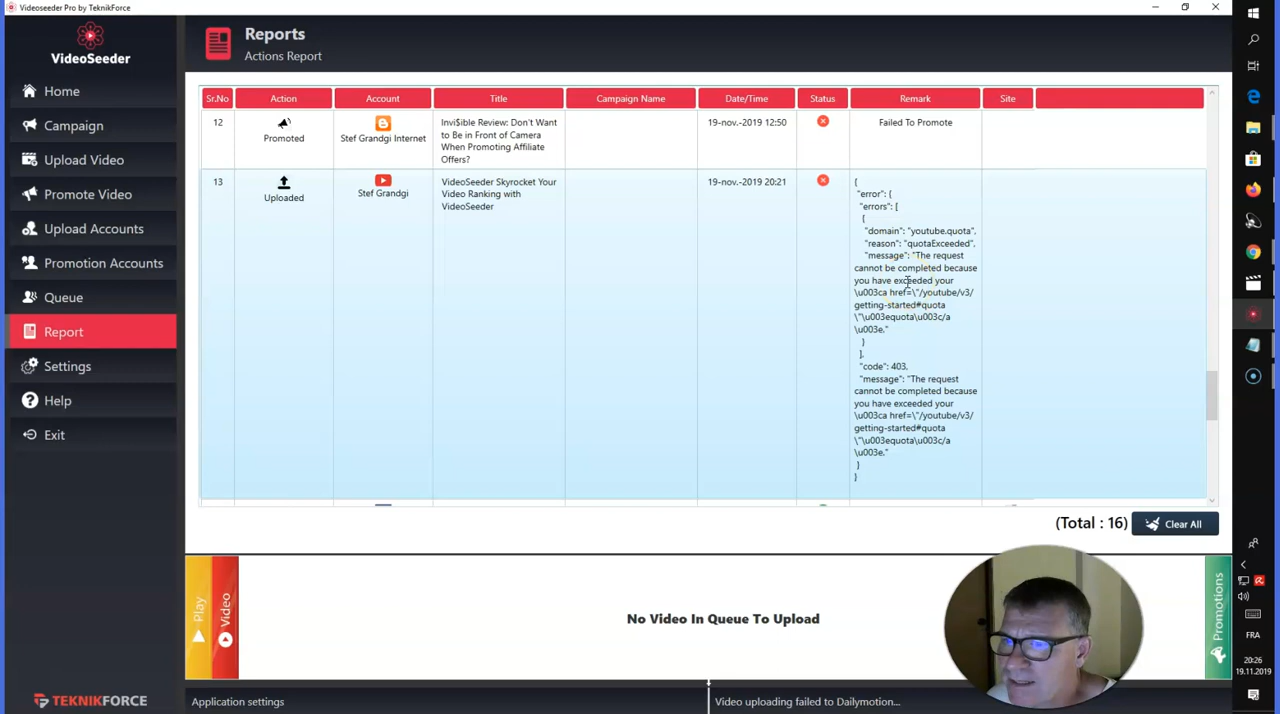 Videoseeder Pro by TeknikForce
VideoSeeder
Home
Campaign
Upload Video
Promote Video
Upload Accounts
Promotion Accounts
Queue
Report
Settings
Help
Exit
TEKNIKFORCE
Reports
Actions Report
Sr.No Action Account Title Campaign Name Date/Time Status Remark Site
12
Promoted
Stef Grandgi Internet
Invi$ible Review: Don't Want
to Be in Front of Camera
When Promoting Affiliate
Offers?
19-nov.-2019 12:50
Failed To Promote
13
Uploaded
Stef Grandgi
VideoSeeder Skyrocket Your
Video Ranking with
VideoSeeder
19-nov.-2019 20:21
{
"error": {
"errors": [
{
"domain": "youtube.quota",
"reason": "quotaExceeded",
"message": "The request
cannot be completed because
you have exceeded your
\u003ca href=\"/youtube/v3/
getting-started#quota
\"\u003equota\u003c/a
\u003e."
}
],
"code": 403,
"message": "The request
cannot be completed because
you have exceeded your
\u003ca href=\"/youtube/v3/
getting-started#quota
\"\u003equota\u003c/a
\u003e."
}
}
(Total : 16)
Clear All
Play
Video
No Video In Queue To Upload
Promotions
Application settings
Video uploading failed to Dailymotion...
FRA
20:26
19.11.2019